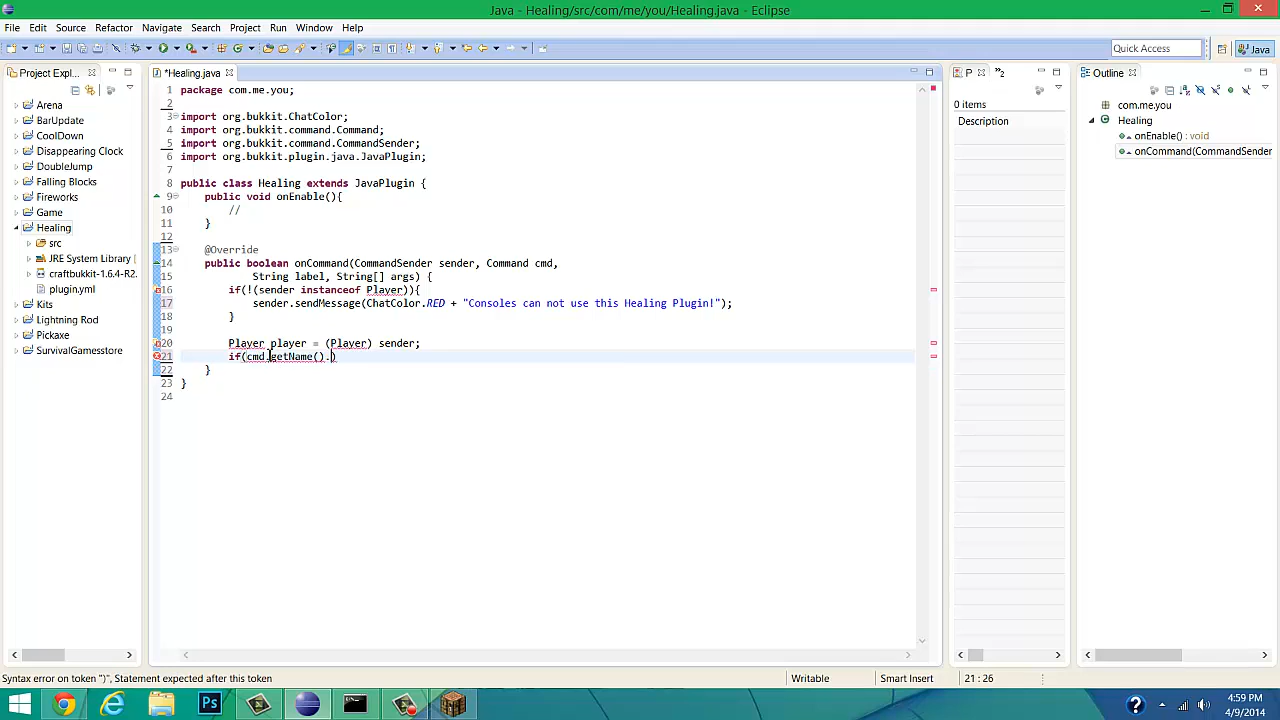 Java - Healing/src/com/me/you/Healing.java - Eclipse
File Edit Source Refactor Navigate Search Project Run Window Help
Quick Access
Java
Project Expl...
*Healing.java
P
2
Outline
Arena
BarUpdate
CoolDown
Disappearing Chunk
DoubleJump
Falling Blocks
Fireworks
Game
Healing
src
JRE System Library [
craftbukkit-1.6.4-R2.
plugin.yml
Kits
Lightning Rod
Pickaxe
SurvivalGamesstore
1 package com.me.you;
2
3 import org.bukkit.ChatColor;
4 import org.bukkit.command.Command;
5 import org.bukkit.command.CommandSender;
6 import org.bukkit.plugin.java.JavaPlugin;
7
8 public class Healing extends JavaPlugin {
9 public void onEnable(){
10 //
11 }
12
13 @Override
14 public boolean onCommand(CommandSender sender, Command cmd,
15 String label, String[] args) {
16 if(!(sender instanceof Player)){
17 sender.sendMessage(ChatColor.RED + "Consoles can not use this Healing Plugin!");
18 }
19
20 Player player = (Player) sender;
21 if(cmd.getName().)
22 }
23 }
24
0 items
Description
com.me.you
Healing
onEnable() : void
onCommand(CommandSender
Syntax error on token ")", Statement expected after this token
Writable
Smart Insert
21 : 26
Ps
4:59 PM
4/9/2014